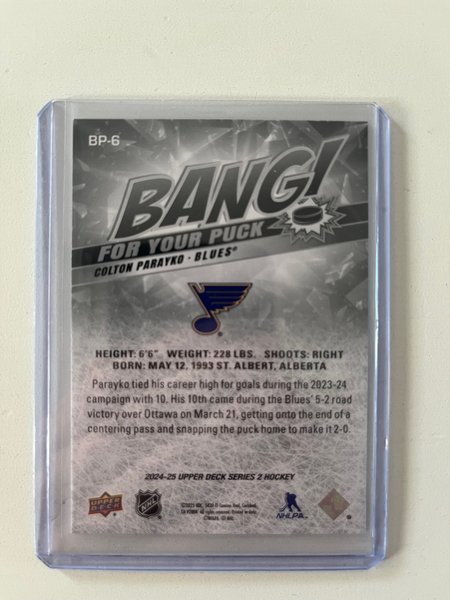 BP-6
BANG!
FOR YOUR PUCK
COLTON PARAYKO · BLUES®
HEIGHT: 6'6" WEIGHT: 228 LBS. SHOOTS: RIGHT
BORN: MAY 12, 1993 ST. ALBERT, ALBERTA
Parayko tied his career high for goals during the 2023-24
campaign with 10. His 10th came during the Blues' 5-2 road
victory over Ottawa on March 21, getting onto the end of a
centering pass and snapping the puck home to make it 2-0.
2024-25 UPPER DECK SERIES 2 HOCKEY
UPPER DECK
NHL
NHLPA